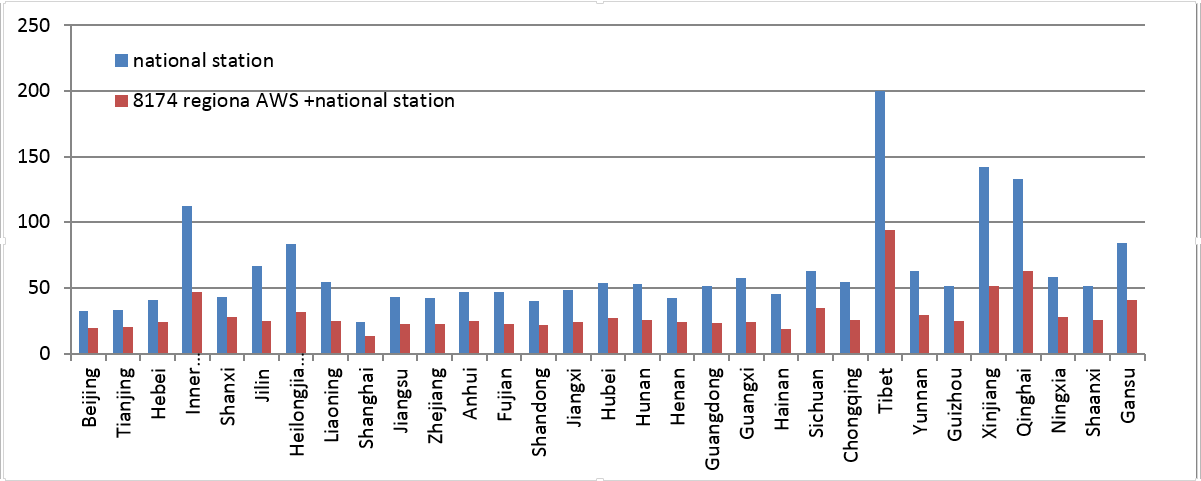 250
200
150
100
50
0
national station
8174 regiona AWS +national station
Beijing
Tianjing
Hebei
Inner...
Shanxi
Jilin
Heilongjia...
Liaoning
Shanghai
Jiangsu
Zhejiang
Anhui
Fujian
Shandong
Jiangxi
Hubei
Hunan
Henan
Guangdong
Guangxi
Hainan
Sichuan
Chongqing
Tibet
Yunnan
Guizhou
Xinjiang
Qinghai
Ningxia
Shaanxi
Gansu